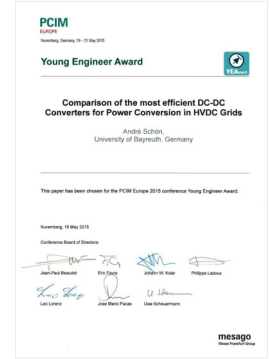 PCIM
EUROPE
Nuremberg, Germany, 19 – 21 May 2015
Young Engineer Award
YEAward
Comparison of the most efficient DC-DC
Converters for Power Conversion in HVDC Grids
André Schön,
University of Bayreuth, Germany
This paper has been chosen for the PCIM Europe 2015 conference Young Engineer Award.
Nuremberg, 19 May 2015
Conference Board of Directors:
Jean-Paul Beaudet
Eric Favre
Johann W. Kolar
Philippe Ladoux
Leo Lorenz
Jose Mario Pacas
Uwe Scheuermann
mesago
Messe Frankfurt Group